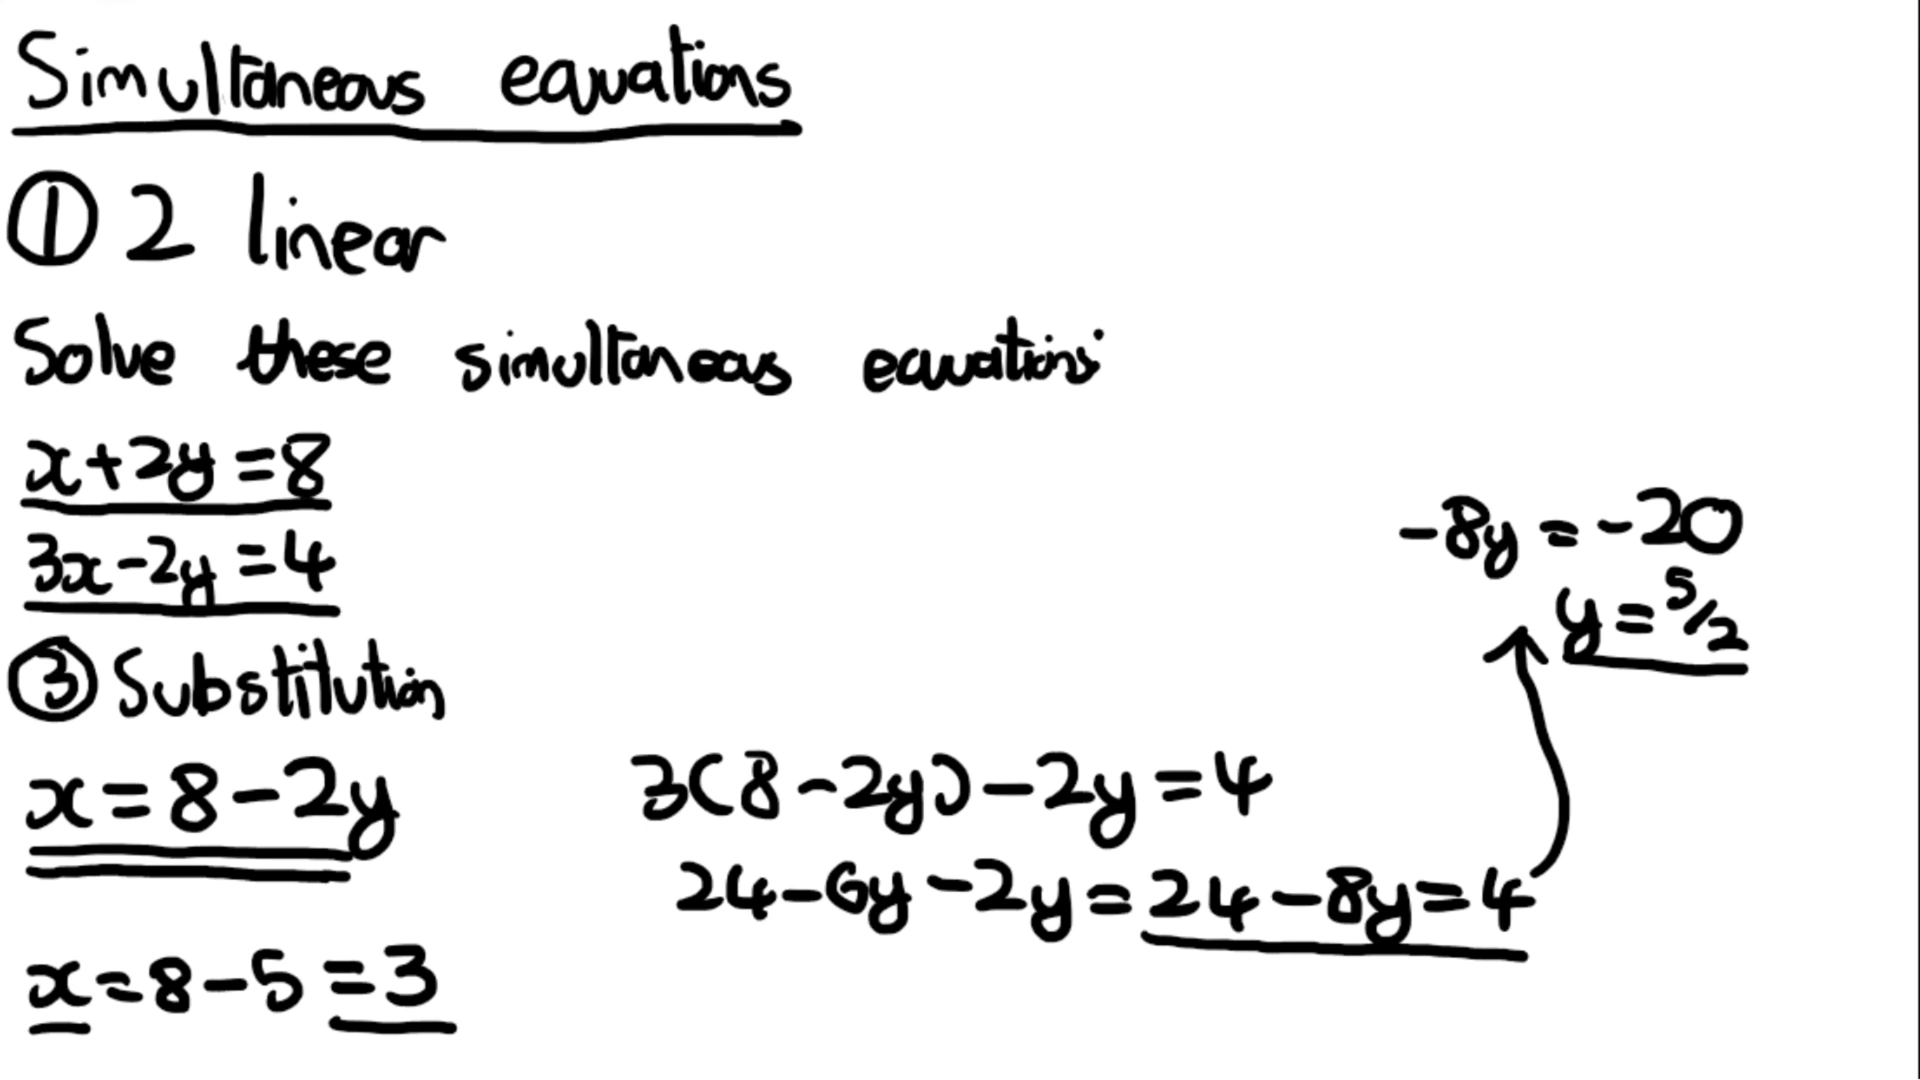 Simultaneous equations
① 2 linear
Solve these simultaneous equations:
x+2y=8
3x-2y=4
③ Substitution
x=8-2y
3(8-2y)-2y=4
24-6y-2y=24-8y=4
-8y=-20
y=5/2
x=8-5=3